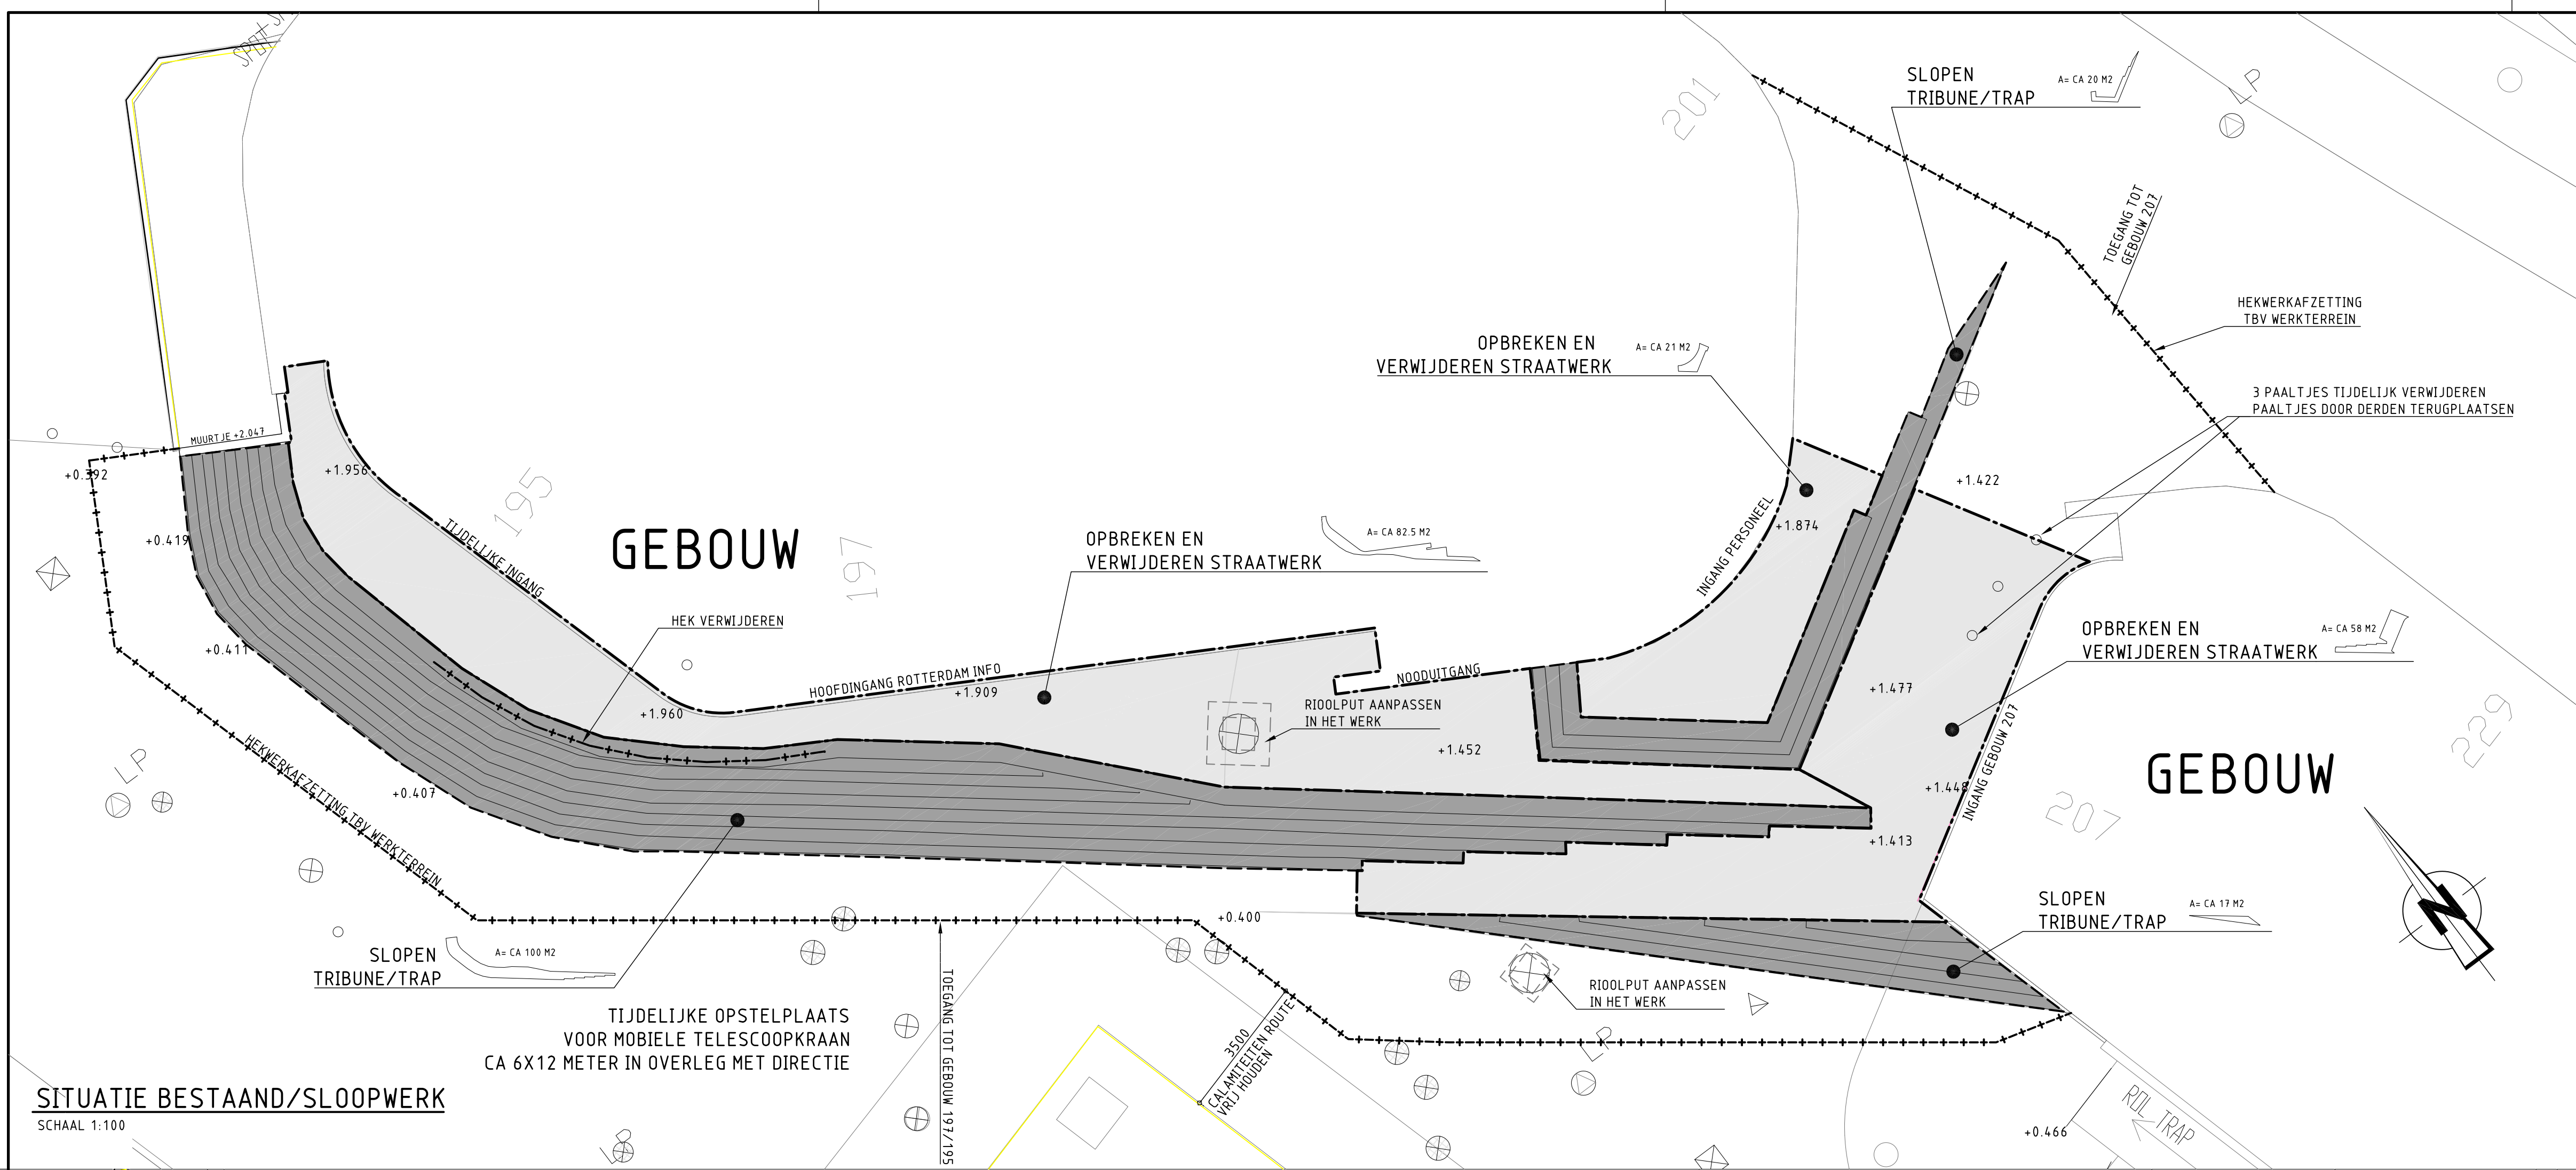 SLOPEN
TRIBUNE/TRAP
A= CA 20 M2
LP
201
TOEGANG TOT
GEBOUW 207
HEKWERKAFZETTING
TBV WERKTERREIN
OPBREKEN EN
VERWIJDEREN STRAATWERK
A= CA 21 M2
3 PAALTJES TIJDELIJK VERWIJDEREN
PAALTJES DOOR DERDEN TERUGPLAATSEN
MUURTJE +2.047
+0.392
+1.956
+1.422
195
TIJDELIJKE INGANG
GEBOUW
197
OPBREKEN EN
VERWIJDEREN STRAATWERK
A= CA 82.5 M2
INGANG PERSONEEL
+1.874
+0.419
HEK VERWIJDEREN
OPBREKEN EN
VERWIJDEREN STRAATWERK
A= CA 58 M2
+0.411
HOOFDINGANG ROTTERDAM INFO
+1.909
NOODUITGANG
+1.477
+1.960
RIOOLPUT AANPASSEN
IN HET WERK
+1.452
INGANG GEBOUW 207
229
GEBOUW
LP
HEKWERKAFZETTING TBV WERKTERREIN
+0.407
+1.448
207
+1.413
+0.400
SLOPEN
TRIBUNE/TRAP
A= CA 17 M2
N
SLOPEN
TRIBUNE/TRAP
A= CA 100 M2
RIOOLPUT AANPASSEN
IN HET WERK
TIJDELIJKE OPSTELPLAATS
VOOR MOBIELE TELESCOOPKRAAN
CA 6X12 METER IN OVERLEG MET DIRECTIE
TOEGANG TOT GEBOUW 197/195
3500
CALAMITEITEN ROUTE
VRIJ HOUDEN
LP
SITUATIE BESTAAND/SLOOPWERK
SCHAAL 1:100
LP
ROL TRAP
+0.466